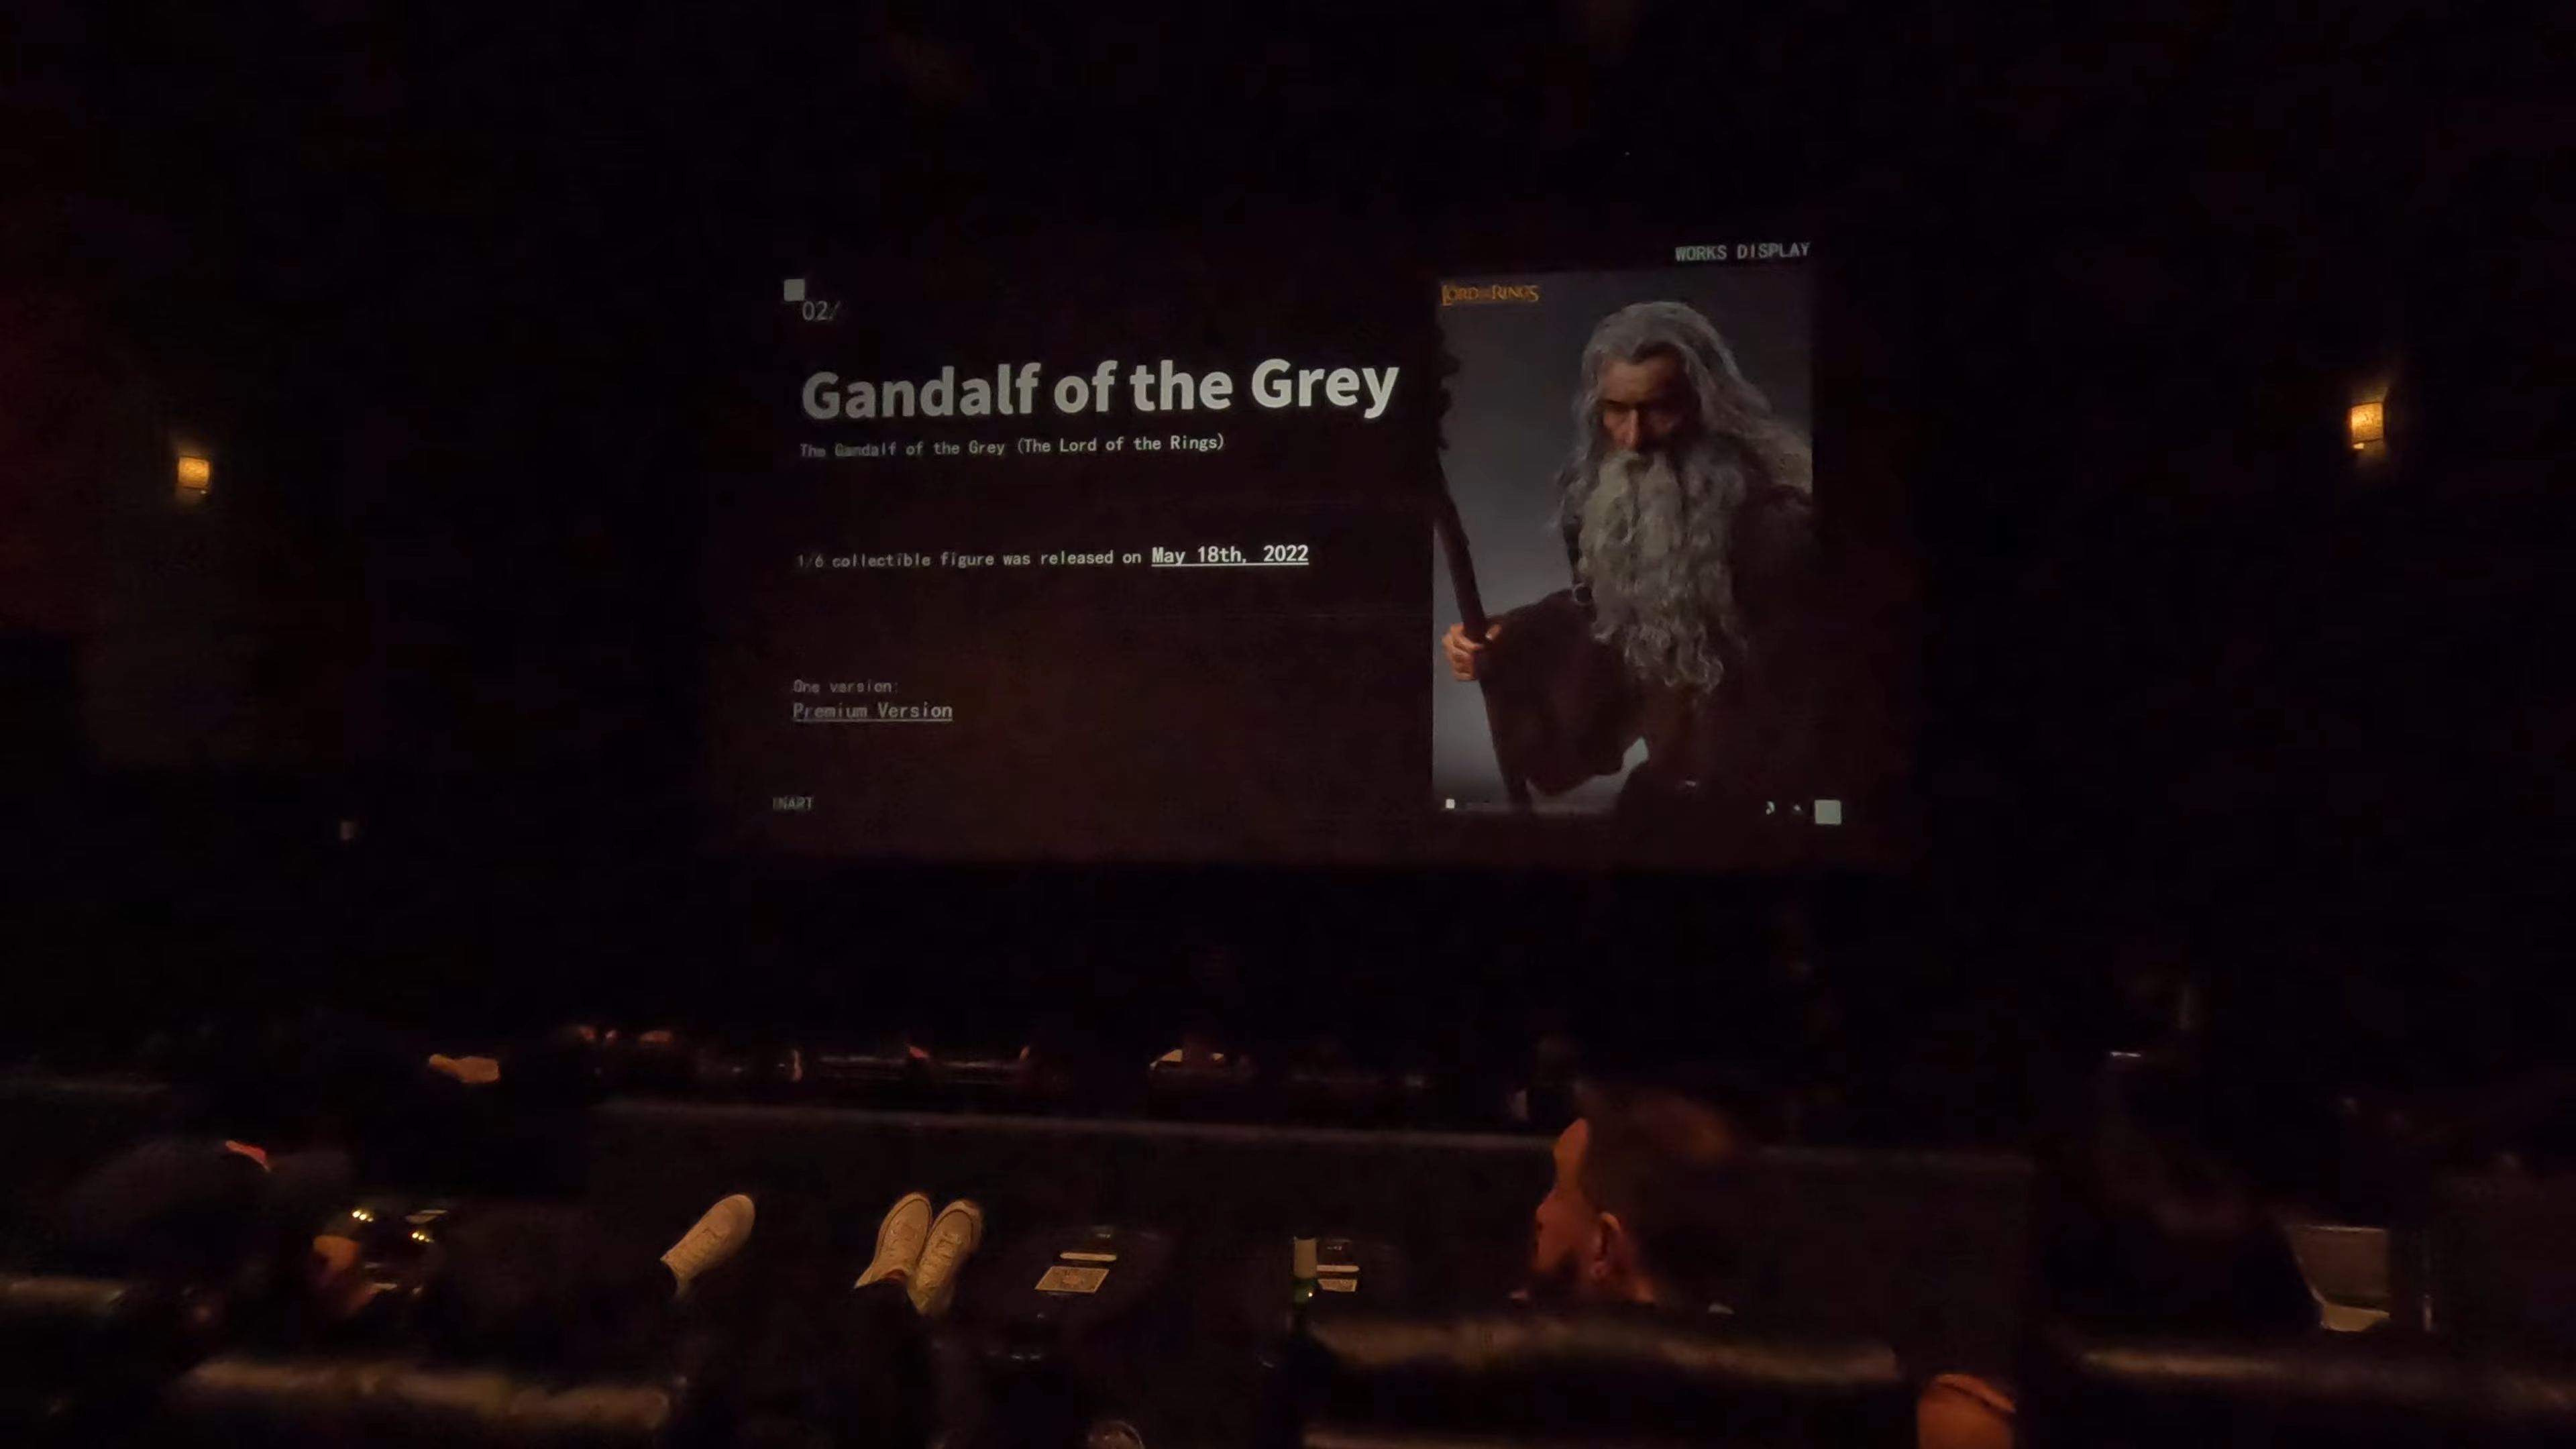 WORKS DISPLAY
02/
LORD OF THE RINGS
Gandalf of the Grey
The Gandalf of the Grey (The Lord of the Rings)
1/6 collectible figure was released on May 18th, 2022
One version:
Premium Version
INART